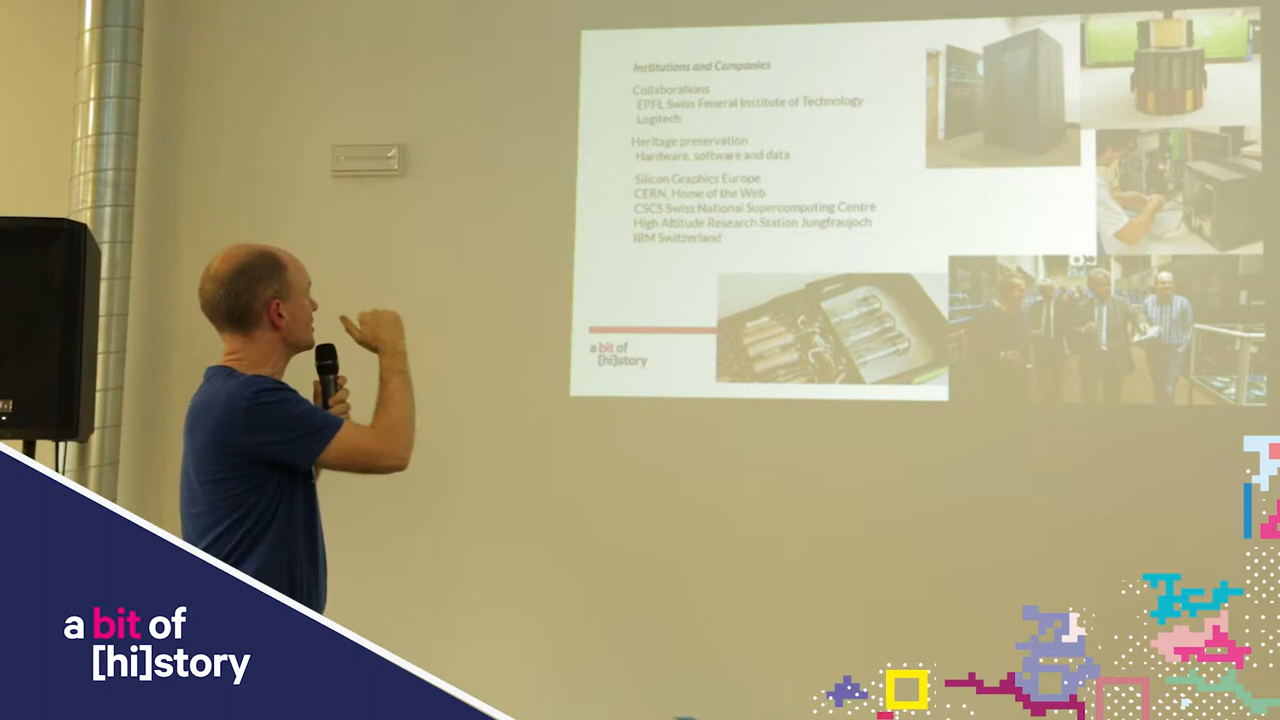 Institutions and Companies
Collaborations
EPFL Swiss Feneral Institute of Technology
Logitech
Heritage preservation
Hardware, software and data
Silicon Graphics Europe
CERN, Home of the Web
CSCS Swiss National Supercomputing Centre
High Altitude Research Station Jungfraujoch
IBM Switzerland
a bit of
[hi]story
a bit of
[hi]story